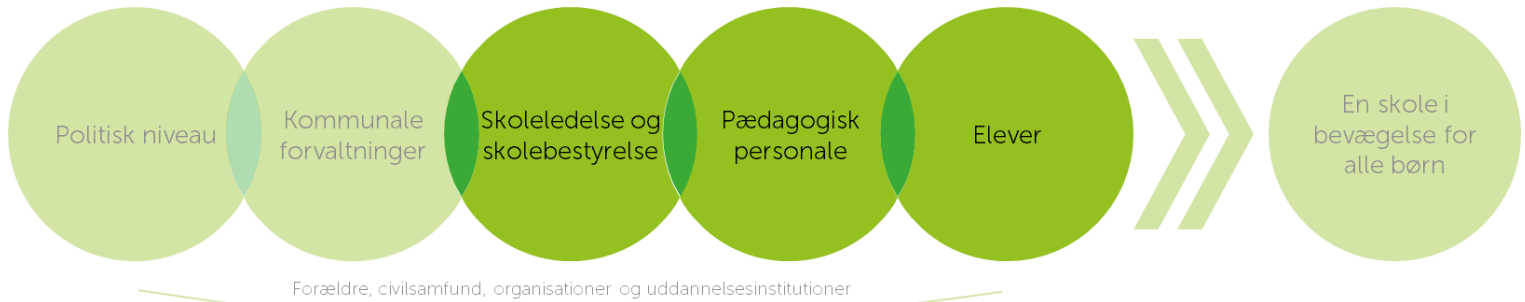 Politisk niveau
Kommunale
forvaltninger
Skoleledelse og
skolebestyrelse
Pædagogisk
personale
Elever
En skole i
bevægelse for
alle børn
Forældre, civilsamfund, organisationer og uddannelsesinstitutioner